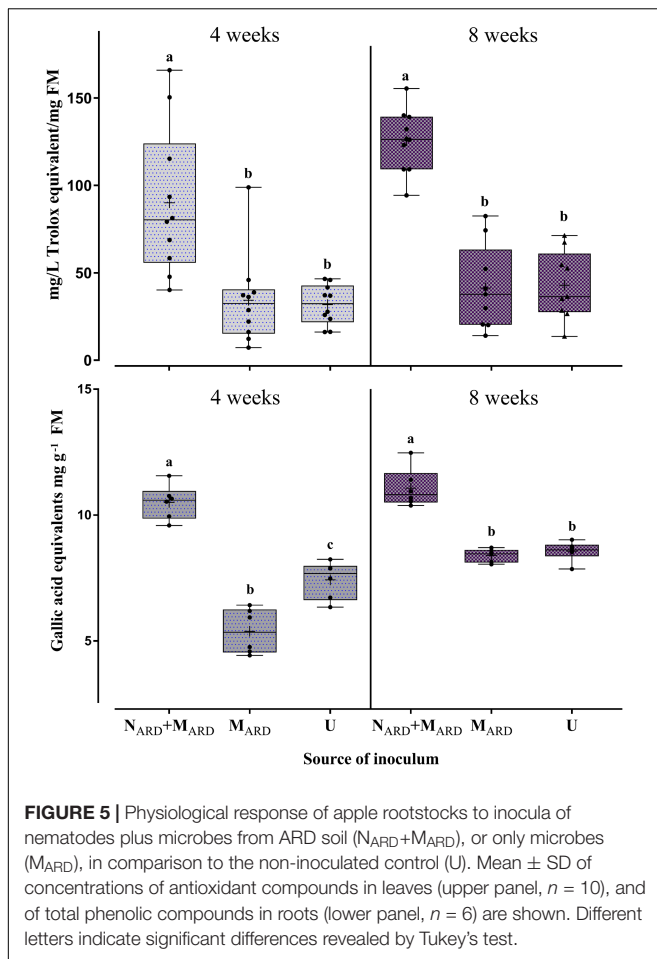 4 weeks 8 weeks
mg/L Trolox equivalent/mg FM
150
100
50
0
a b b a b b
4 weeks 8 weeks
Gallic acid equivalents mg g⁻¹ FM
15
10
5
a b c a b b
N_ARD+M_ARD M_ARD U N_ARD+M_ARD M_ARD U
Source of inoculum
FIGURE 5 | Physiological response of apple rootstocks to inocula of
nematodes plus microbes from ARD soil (N_ARD+M_ARD), or only microbes
(M_ARD), in comparison to the non-inoculated control (U). Mean ± SD of
concentrations of antioxidant compounds in leaves (upper panel, n = 10), and
of total phenolic compounds in roots (lower panel, n = 6) are shown. Different
letters indicate significant differences revealed by Tukey's test.